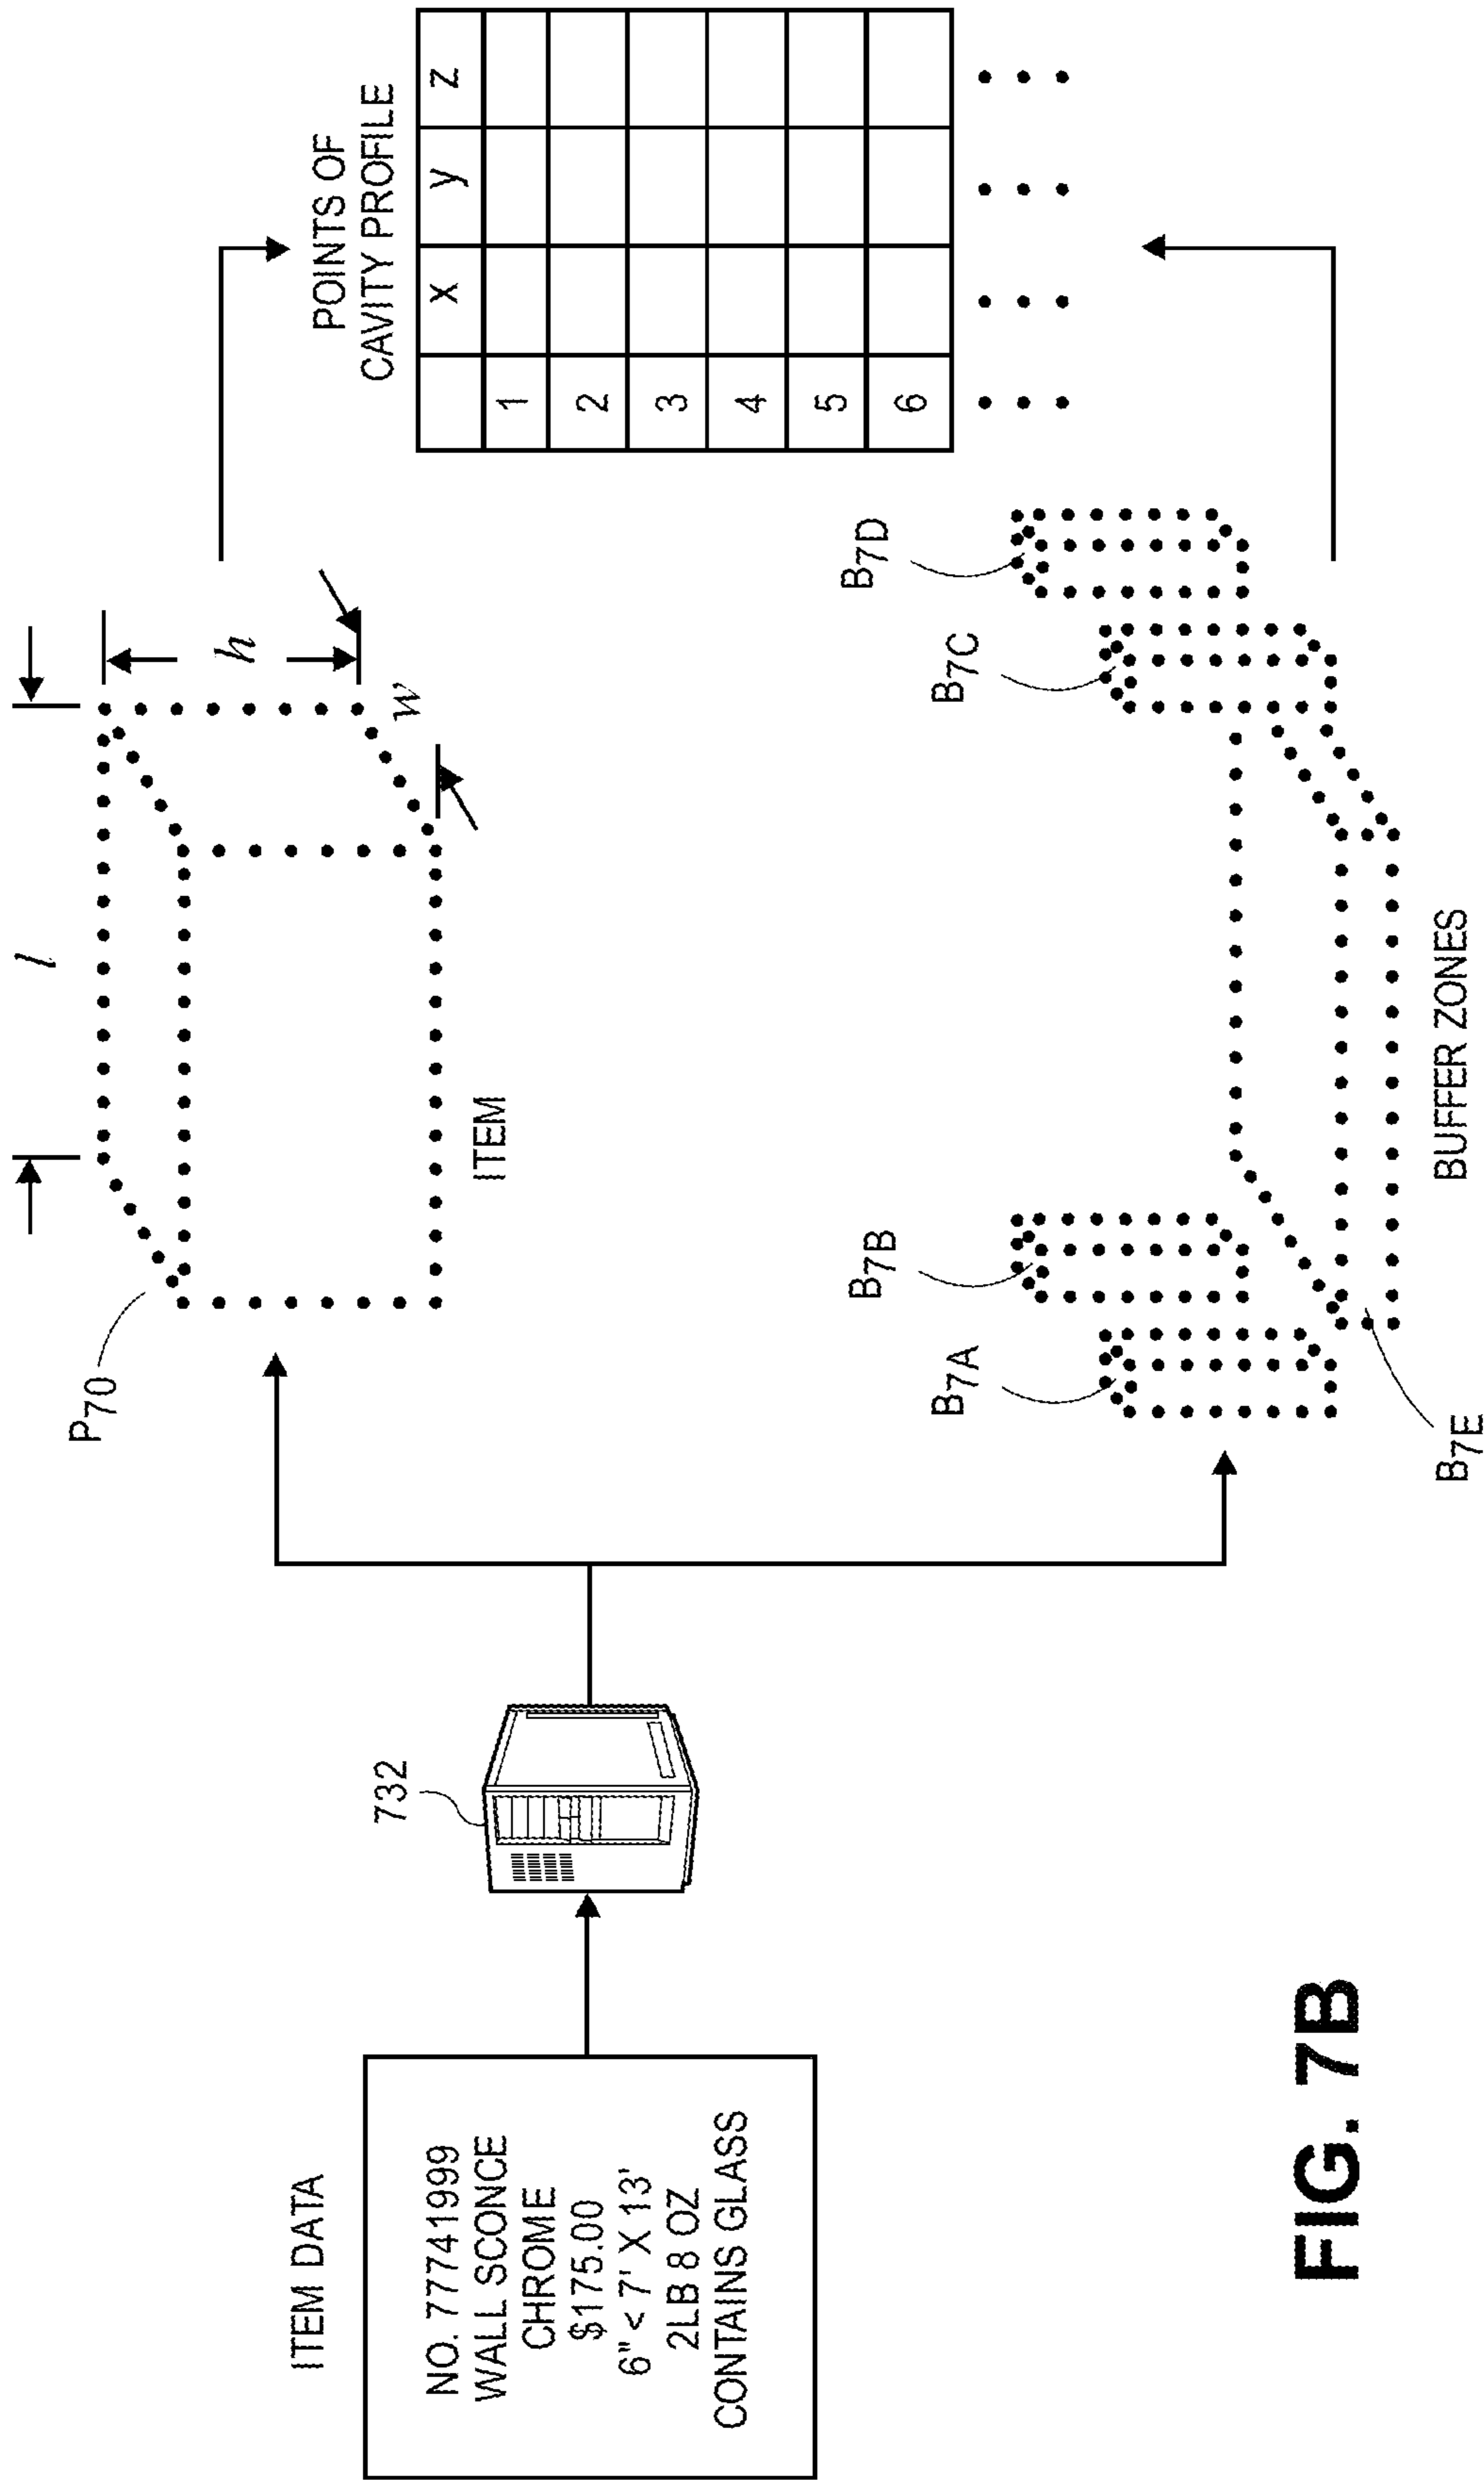 ITEM DATA
NO. 77741999
WALL SCONCE
CHROME
$175.00
6" < 7' X 13'
2LB 8 OZ
CONTAINS GLASS
732
P70
l
h
w
ITEM
B7A
B7B
B7C
B7D
B7E
BUFFER ZONES
POINTS OF
CAVITY PROFILE
x y z
1
2
3
4
5
6
FIG. 7B